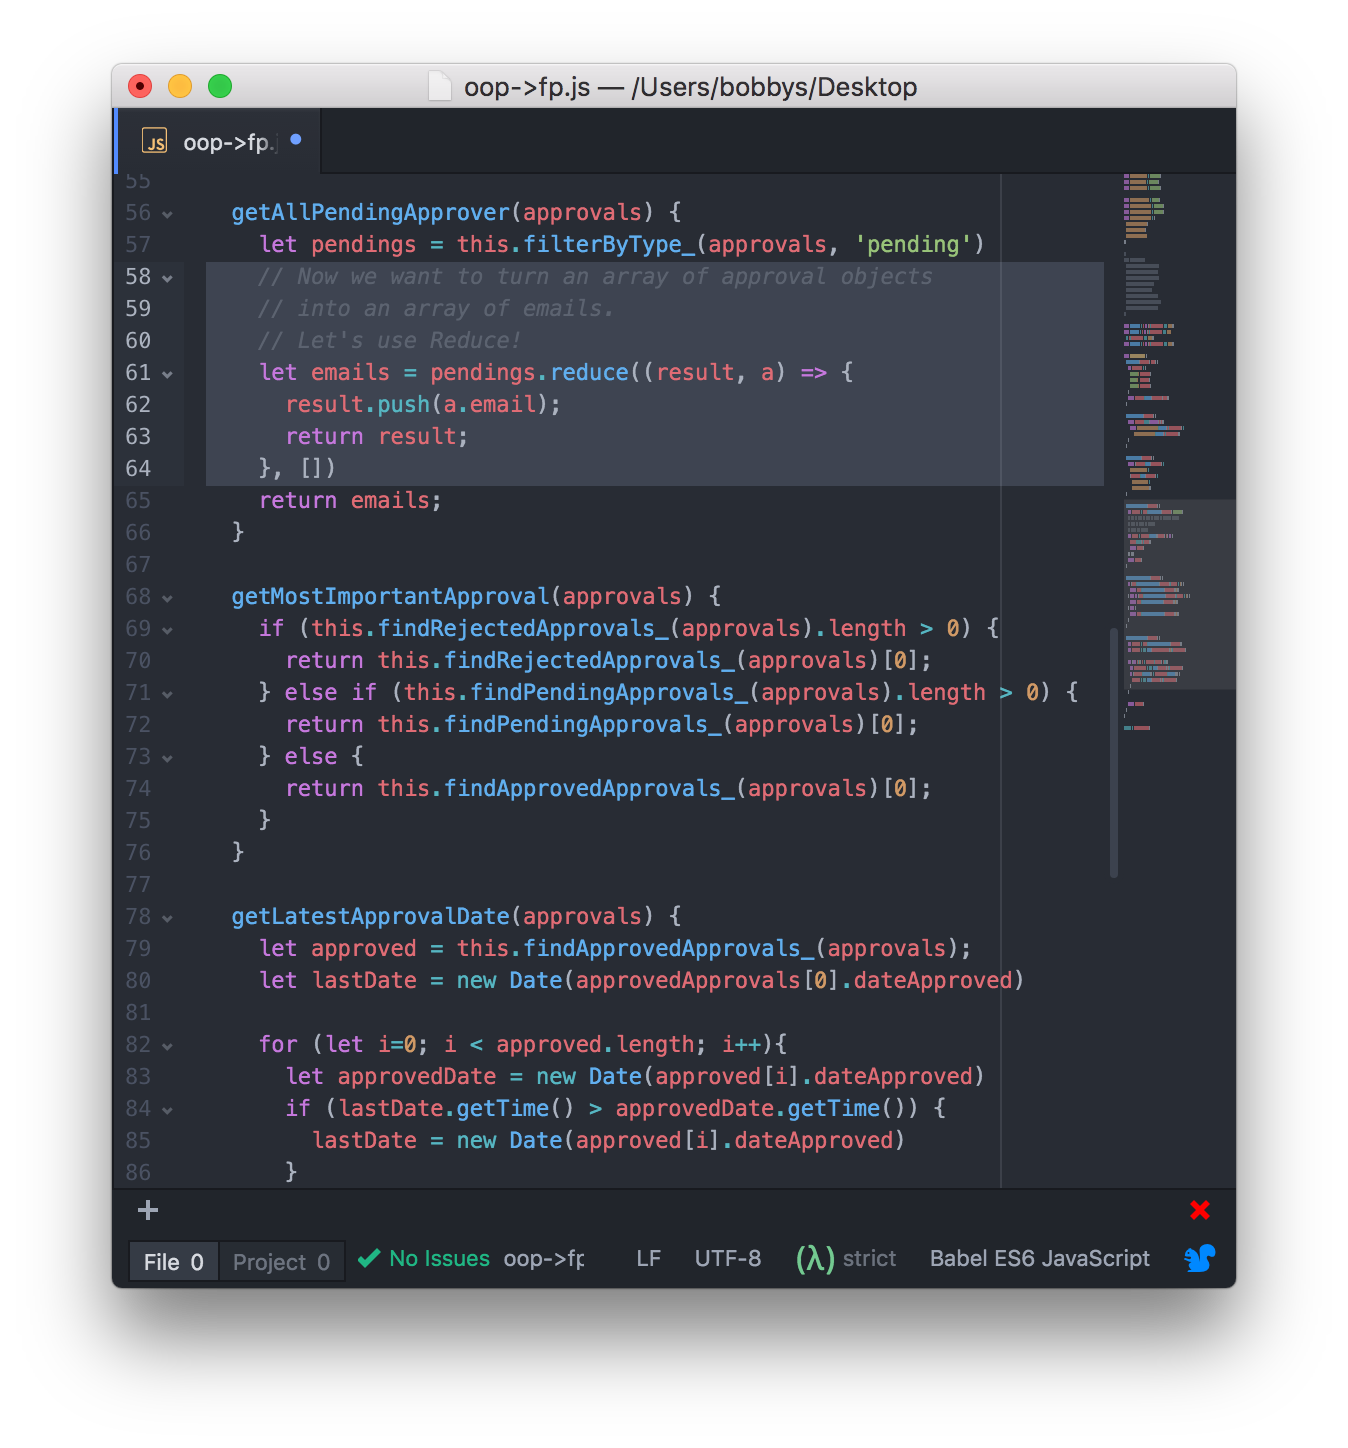 oop->fp.js — /Users/bobbys/Desktop
JS oop->fp.j
55
56 getAllPendingApprover(approvals) {
57 let pendings = this.filterByType_(approvals, 'pending')
58 // Now we want to turn an array of approval objects
59 // into an array of emails.
60 // Let's use Reduce!
61 let emails = pendings.reduce((result, a) => {
62 result.push(a.email);
63 return result;
64 }, [])
65 return emails;
66 }
67
68 getMostImportantApproval(approvals) {
69 if (this.findRejectedApprovals_(approvals).length > 0) {
70 return this.findRejectedApprovals_(approvals)[0];
71 } else if (this.findPendingApprovals_(approvals).length > 0) {
72 return this.findPendingApprovals_(approvals)[0];
73 } else {
74 return this.findApprovedApprovals_(approvals)[0];
75 }
76 }
77
78 getLatestApprovalDate(approvals) {
79 let approved = this.findApprovedApprovals_(approvals);
80 let lastDate = new Date(approvedApprovals[0].dateApproved)
81
82 for (let i=0; i < approved.length; i++){
83 let approvedDate = new Date(approved[i].dateApproved)
84 if (lastDate.getTime() > approvedDate.getTime()) {
85 lastDate = new Date(approved[i].dateApproved)
86 }
File 0 Project 0 No Issues oop->fp LF UTF-8 (λ) strict Babel ES6 JavaScript